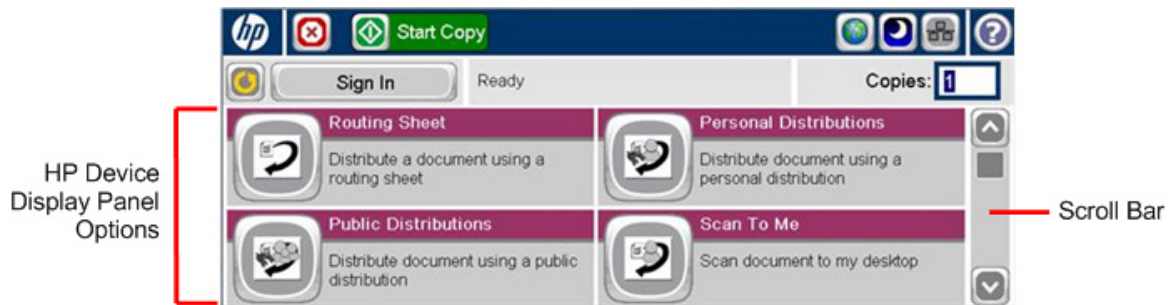 hp
Start Copy
?
Sign In
Ready
Copies: 1
Routing Sheet
Distribute a document using a
routing sheet
Personal Distributions
Distribute document using a
personal distribution
Public Distributions
Distribute document using a public
distribution
Scan To Me
Scan document to my desktop
HP Device
Display Panel
Options
Scroll Bar